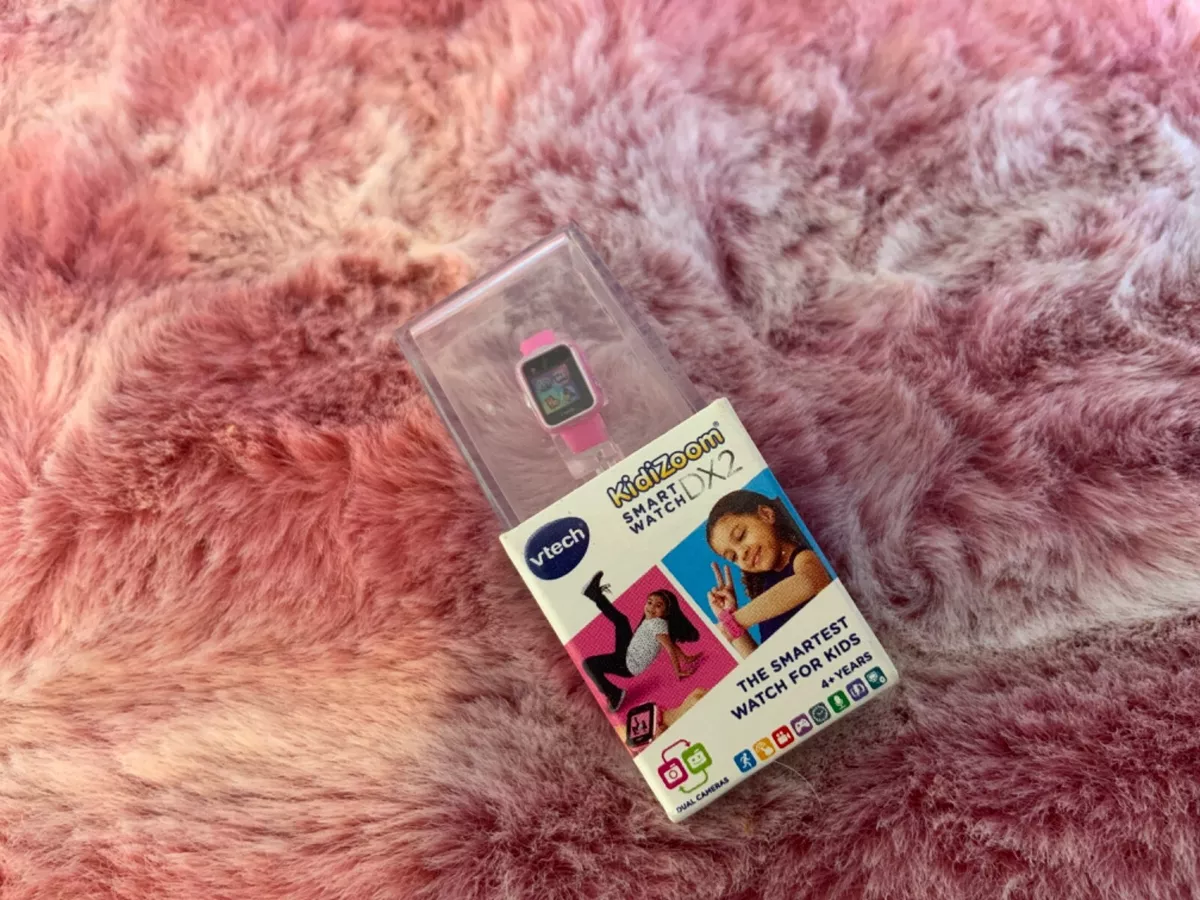 KidiZoom®
SMART
WATCH DX2
vtech
THE SMARTEST
WATCH FOR KIDS
4+YEARS
DUAL CAMERAS